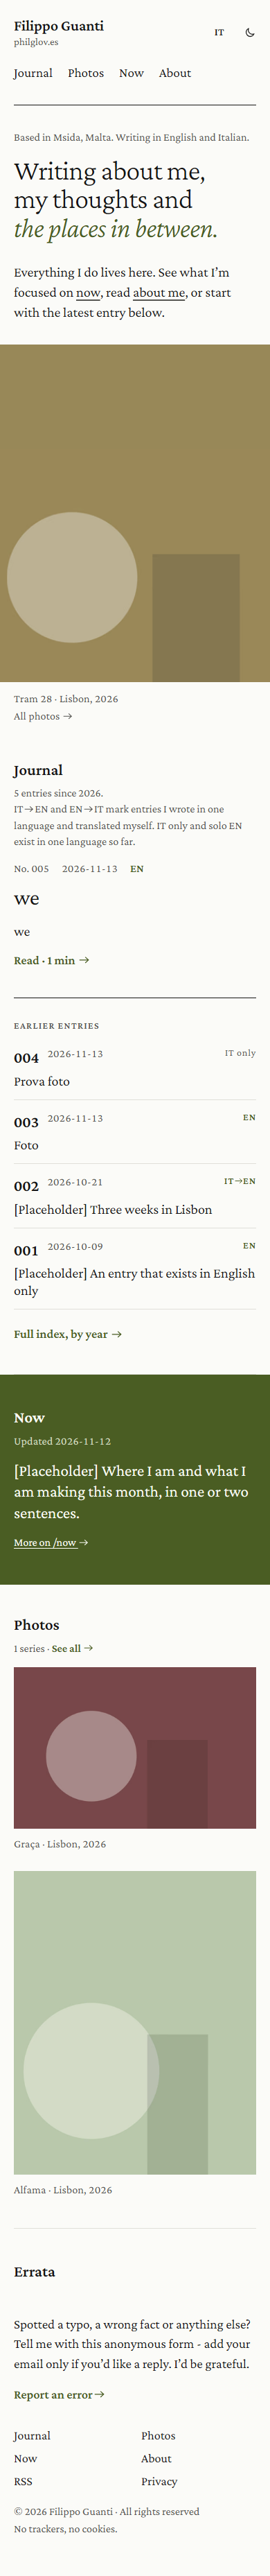 Filippo Guanti
philglov.es
IT
Journal Photos Now About
Based in Msida, Malta. Writing in English and Italian.
Writing about me,
my thoughts and
the places in between.
Everything I do lives here. See what I’m
focused on now, read about me, or start
with the latest entry below.
Tram 28 · Lisbon, 2026
All photos →
Journal
5 entries since 2026.
IT→EN and EN→IT mark entries I wrote in one
language and translated myself. IT only and solo EN
exist in one language so far.
No. 005 2026-11-13 EN
we
we
Read · 1 min →
EARLIER ENTRIES
004 2026-11-13 IT only
Prova foto
003 2026-11-13 EN
Foto
002 2026-10-21 IT→EN
[Placeholder] Three weeks in Lisbon
001 2026-10-09 EN
[Placeholder] An entry that exists in English
only
Full index, by year →
Now
Updated 2026-11-12
[Placeholder] Where I am and what I
am making this month, in one or two
sentences.
More on /now →
Photos
1 series · See all →
Graça · Lisbon, 2026
Alfama · Lisbon, 2026
Errata
Spotted a typo, a wrong fact or anything else?
Tell me with this anonymous form - add your
email only if you’d like a reply. I’d be grateful.
Report an error→
Journal Photos
Now About
RSS Privacy
© 2026 Filippo Guanti · All rights reserved
No trackers, no cookies.